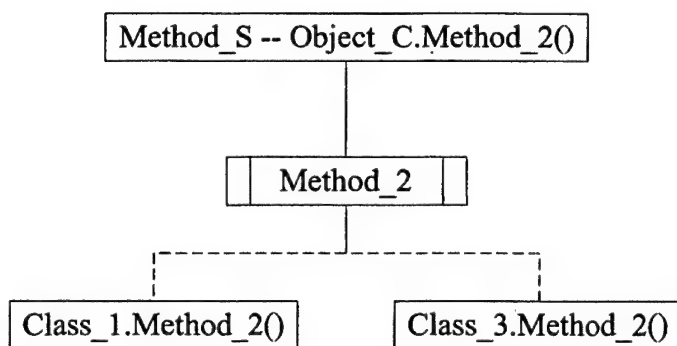 Method_S -- Object_C.Method_2()
Method_2
Class_1.Method_2()
Class_3.Method_2()